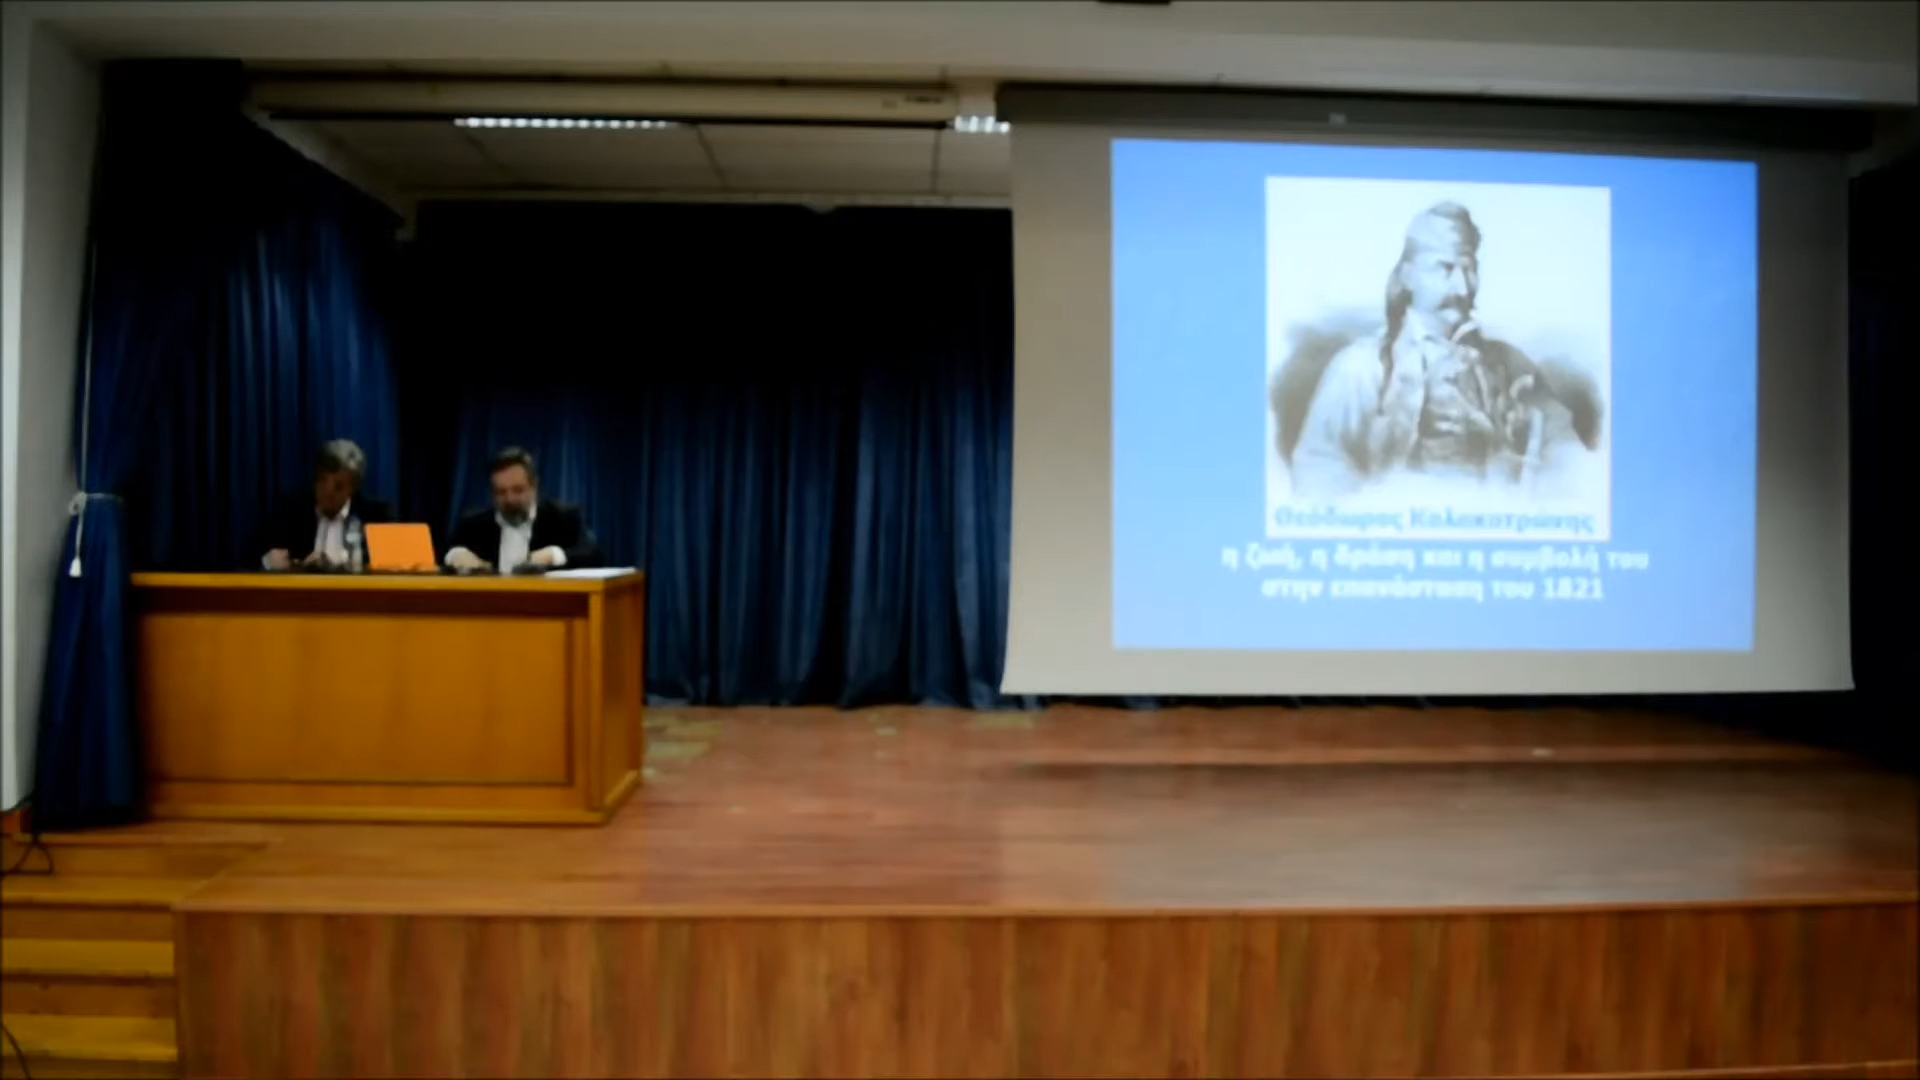 Θεόδωρος Κολοκοτρώνης
η ζωή, η δράση και η συμβολή του
στην επανάσταση του 1821